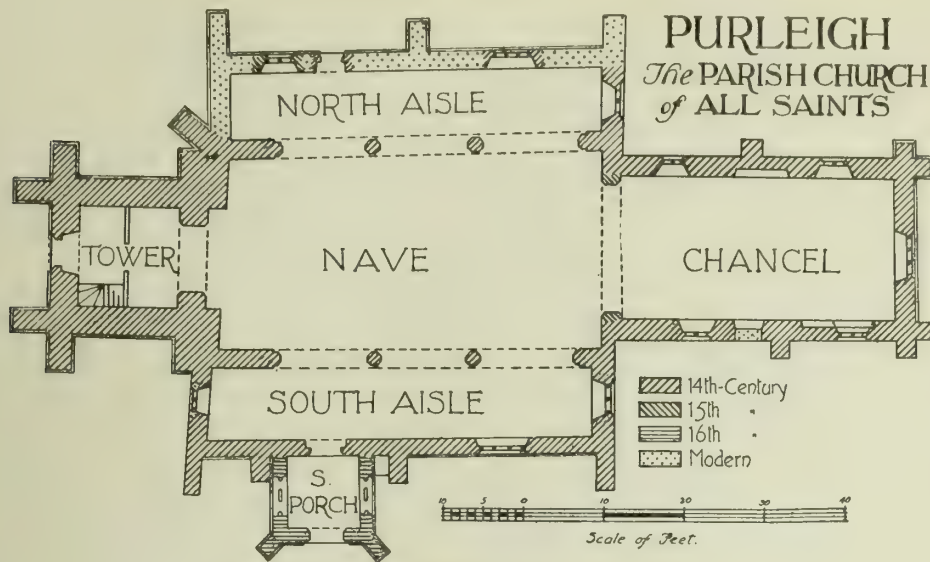 PURLEIGH
The PARISH CHURCH
of ALL SAINTS
NORTH AISLE
TOWER
NAVE
CHANCEL
SOUTH AISLE
S.
PORCH
14th-Century
15th "
16th "
Modern
10 5 0 10 20 30 40
Scale of Feet.